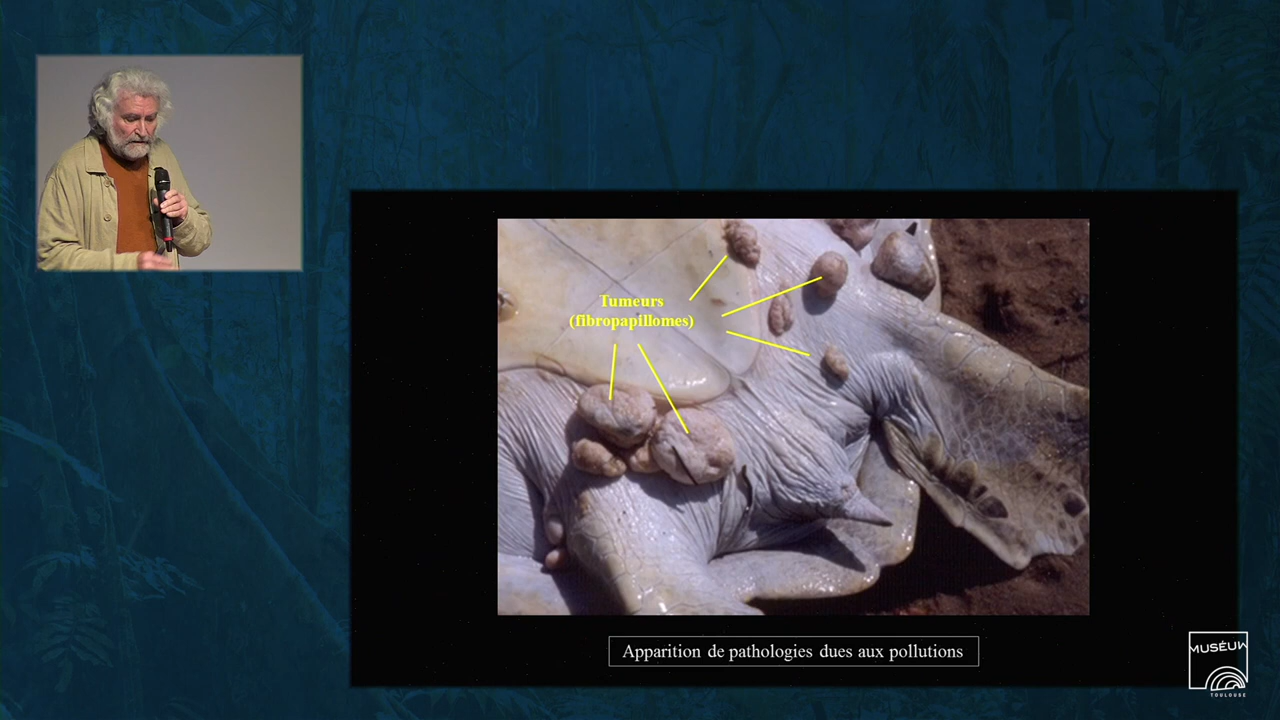 Tumeurs
(fibropapillomes)
Apparition de pathologies dues aux pollutions
MUSÉUM
TOULOUSE